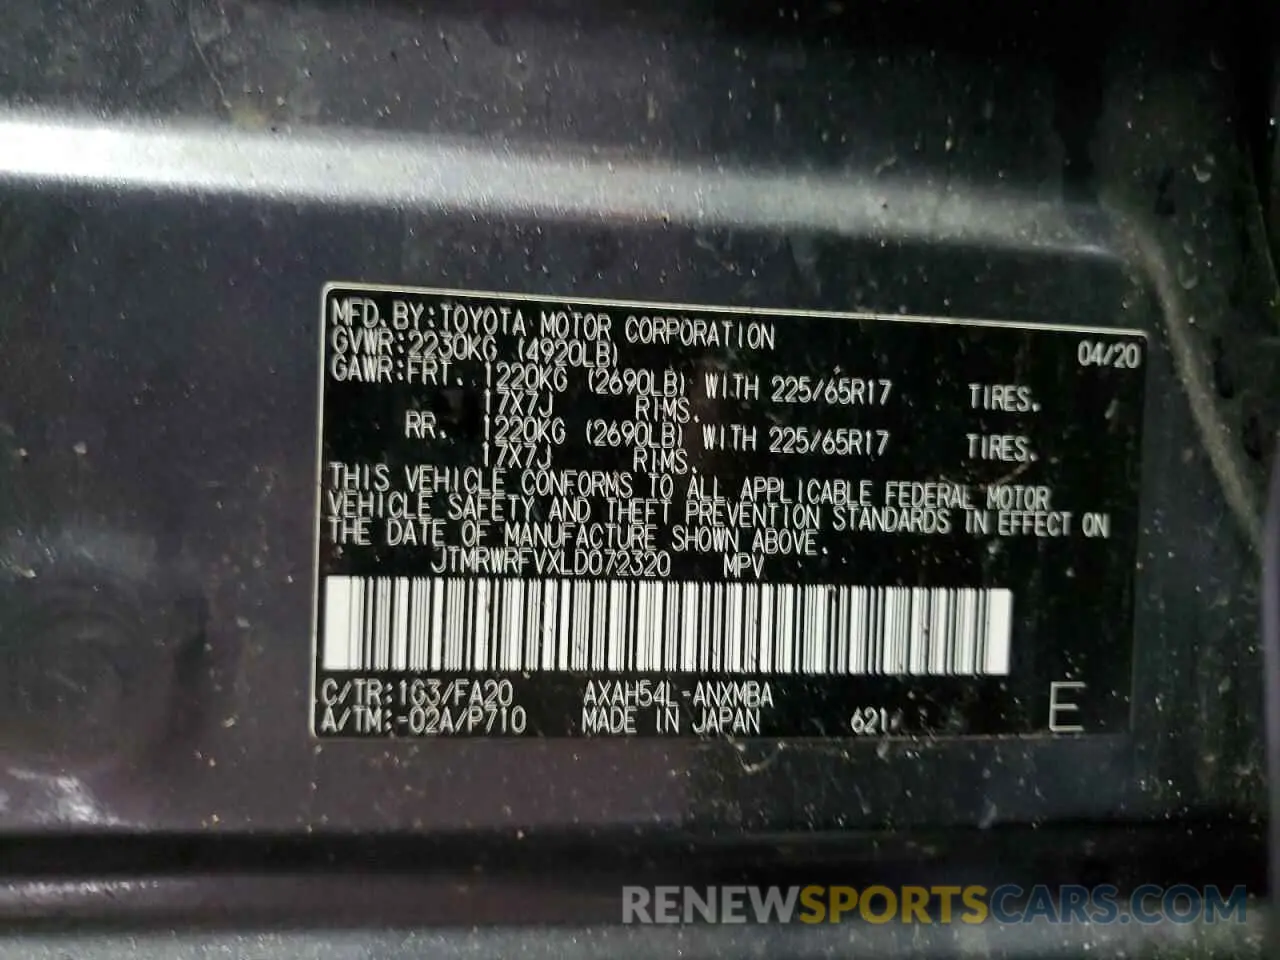 MFD. BY: TOYOTA MOTOR CORPORATION 04/20
GVWR: 2230KG (4920LB)
GAWR: FRT. 1220KG (2690LB) WITH 225/65R17 TIRES.
17X7J RIMS.
RR. 1220KG (2690LB) WITH 225/65R17 TIRES.
17X7J RIMS.
THIS VEHICLE CONFORMS TO ALL APPLICABLE FEDERAL MOTOR
VEHICLE SAFETY AND THEFT PREVENTION STANDARDS IN EFFECT ON
THE DATE OF MANUFACTURE SHOWN ABOVE.
JTMRWRFVXLD072320 MPV
C/TR: 1G3/FA20 AXAH54L-ANXMBA
A/TM: -02A/P710 MADE IN JAPAN 621 E
RENEWSPORTSCARS.COM